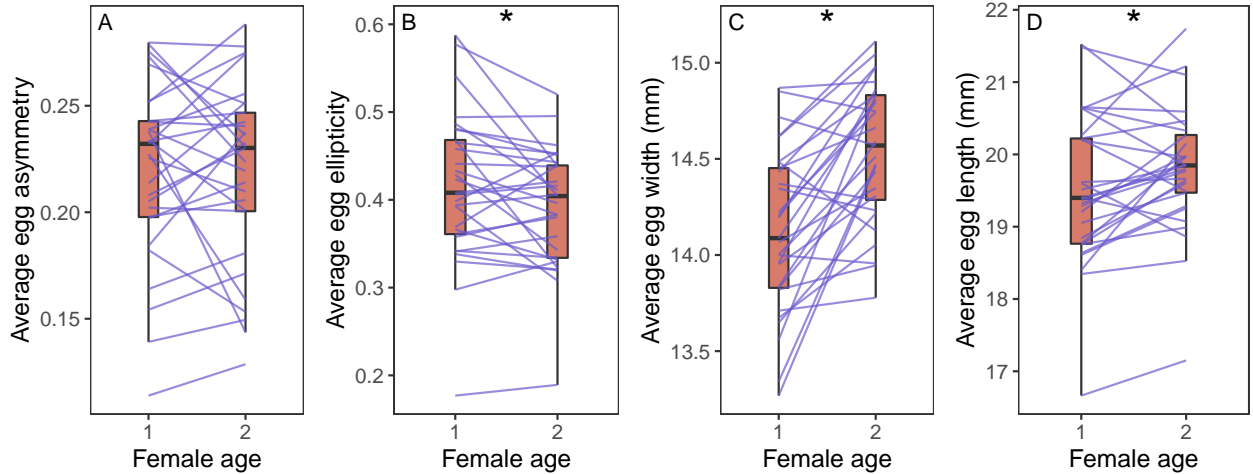 A
Average egg asymmetry
0.25
0.20
0.15
1
2
Female age
B
*
Average egg ellipticity
0.6
0.5
0.4
0.3
0.2
1
2
Female age
C
*
Average egg width (mm)
15.0
14.5
14.0
13.5
1
2
Female age
D
*
Average egg length (mm)
22
21
20
19
18
17
1
2
Female age